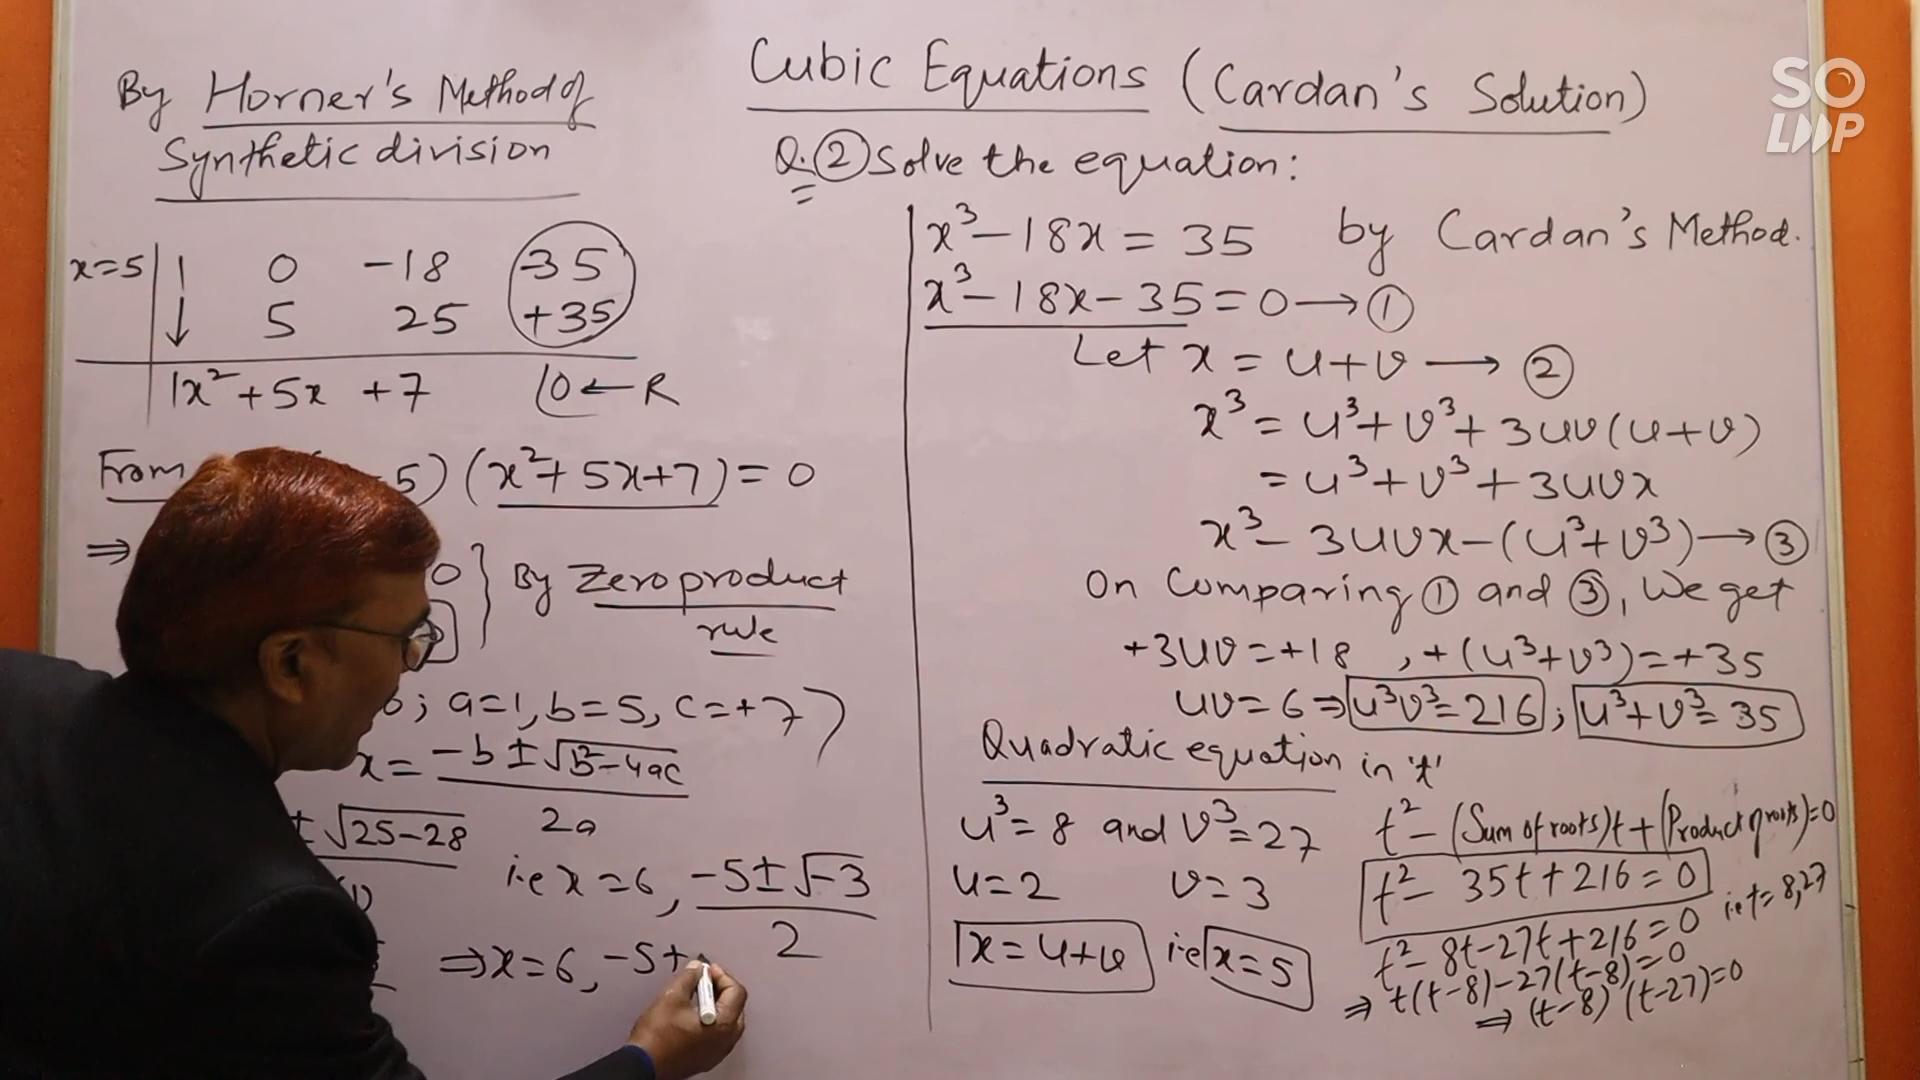 Cubic Equations (Cardan's Solution)
SO
LOOP
By Horner's Method of
Synthetic division
x=5 | 1 0 -18 -35
↓ 5 25 +35
1x²+5x +7 |0 ← R
From 5) (x²+5x+7) = 0
⇒ 0 } By Zero product
rule
; a=1, b=5, c=+7)
x = -b ± √b²-4ac
2a
± √25-28
i.e x = 6, -5 ± √-3
2
⇒ x = 6, -5 ±
Q.② Solve the equation:
x³-18x = 35 by Cardan's Method.
x³-18x-35 = 0 → ①
Let x = u+v → ②
x³ = u³+v³+3uv(u+v)
= u³+v³+3uvx
x³-3uvx-(u³+v³) → ③
On Comparing ① and ③, We get
+3uv=+18 , +(u³+v³)=+35
uv=6 ⇒ u³v³=216 ; u³+v³=35
Quadratic equation in 't'
u³=8 and v³=27
u=2 v=3
x=u+v i.e x=5
t²-(Sum of roots)t+(Product of roots)=0
t²-35t+216=0
i.e t=8,27
t²-8t-27t+216=0
⇒ t(t-8)-27(t-8)=0
⇒ (t-8) (t-27)=0